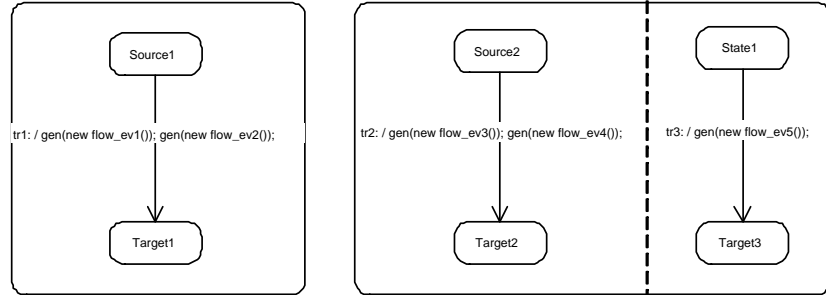 Source1
Source2
State1
tr1: / gen(new flow_ev1()); gen(new flow_ev2());
tr2: / gen(new flow_ev3()); gen(new flow_ev4());
tr3: / gen(new flow_ev5());
Target1
Target2
Target3